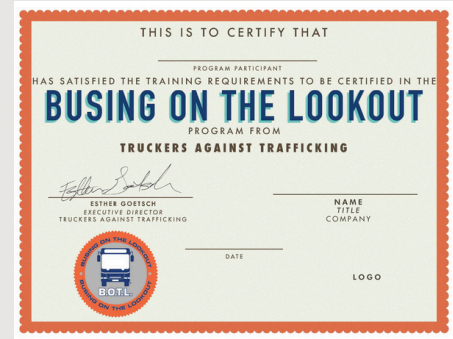 THIS IS TO CERTIFY THAT
PROGRAM PARTICIPANT
HAS SATISFIED THE TRAINING REQUIREMENTS TO BE CERTIFIED IN THE
BUSING ON THE LOOKOUT
PROGRAM FROM
TRUCKERS AGAINST TRAFFICKING
ESTHER GOETSCH
EXECUTIVE DIRECTOR
TRUCKERS AGAINST TRAFFICKING
NAME
TITLE
COMPANY
DATE
LOGO
BUSING ON THE LOOKOUT
B.O.T.L.
BUSING ON THE LOOKOUT